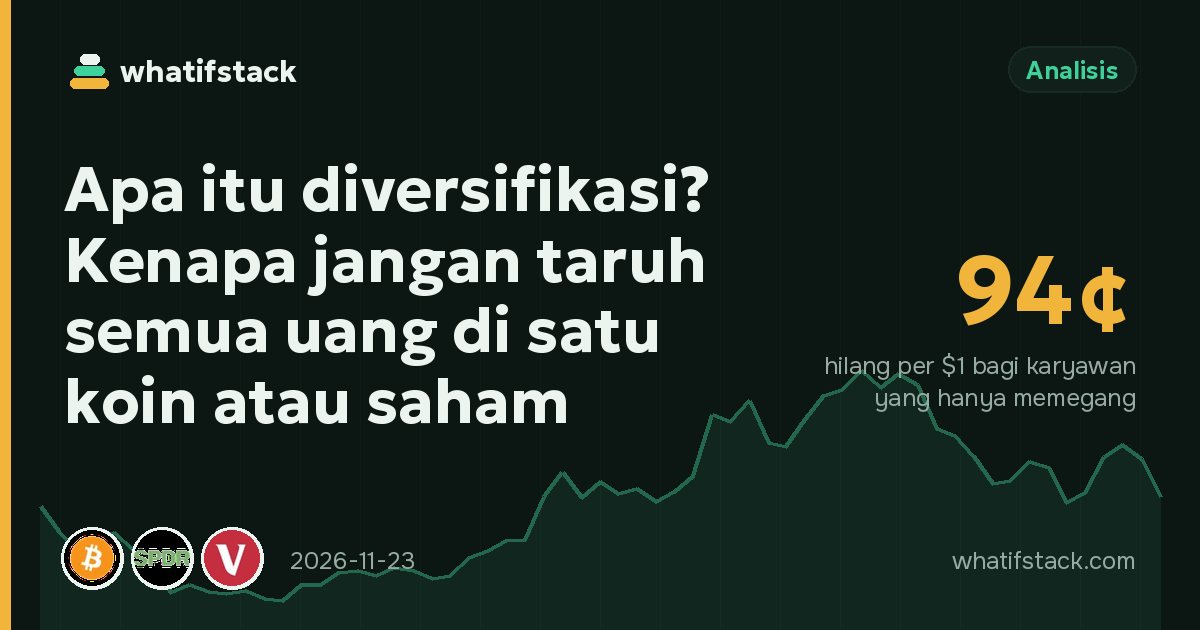 whatifstack
Analisis
Apa itu diversifikasi?
Kenapa jangan taruh
semua uang di satu
koin atau saham
94¢
hilang per $1 bagi karyawan
yang hanya memegang
₿
SPDR
V
2026-11-23
whatifstack.com